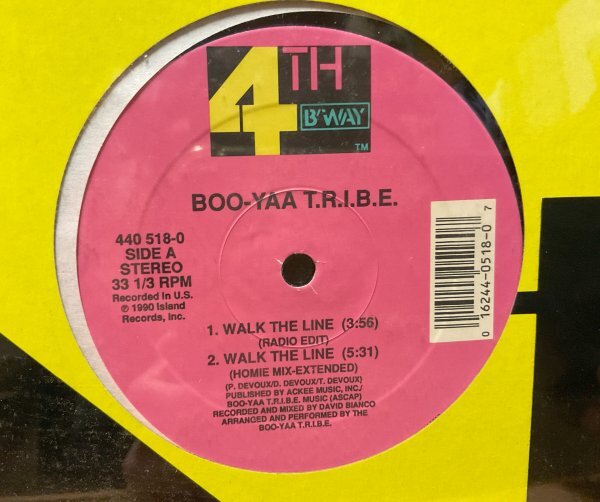 4TH
B'WAY
TM
BOO-YAA T.R.I.B.E.
440 518-0
SIDE A
STEREO
33 1/3 RPM
Recorded in U.S.
℗ 1990 Island
Records, Inc.
1. WALK THE LINE (3:56)
(RADIO EDIT)
2. WALK THE LINE (5:31)
(HOMIE MIX-EXTENDED)
(P. DEVOUX/D. DEVOUX/T. DEVOUX)
PUBLISHED BY ACKEE MUSIC, INC./
BOO-YAA T.R.I.B.E. MUSIC (ASCAP)
RECORDED AND MIXED BY DAVID BIANCO
ARRANGED AND PERFORMED BY THE
BOO-YAA T.R.I.B.E.
0 16244-0518-0 7